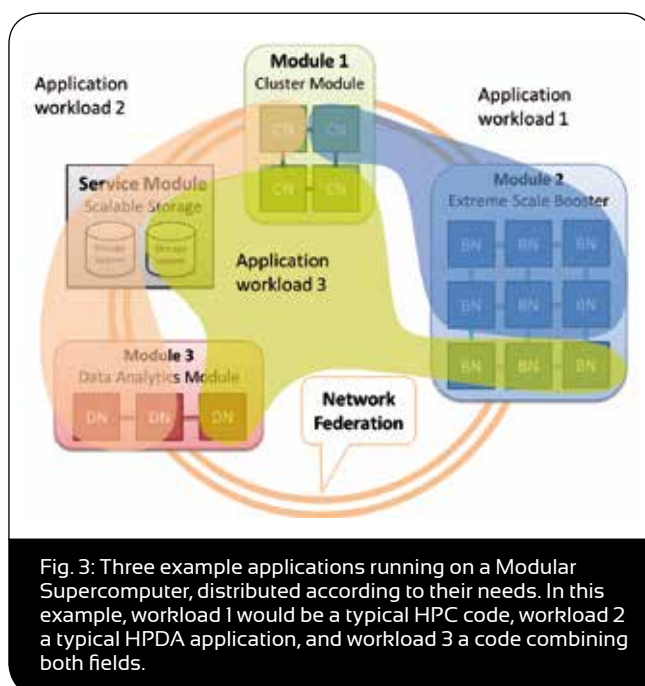 Application
workload 2
Module 1
Cluster Module
CN CN
CN CN
Application
workload 1
Service Module
Scalable Storage
Storage System Storage System
Module 2
Extreme Scale Booster
BN BN BN
BN BN BN
BN BN BN
Application
workload 3
Module 3
Data Analytics Module
DN DN DN
Network
Federation
Fig. 3: Three example applications running on a Modular
Supercomputer, distributed according to their needs. In this
example, workload 1 would be a typical HPC code, workload 2
a typical HPDA application, and workload 3 a code combining
both fields.